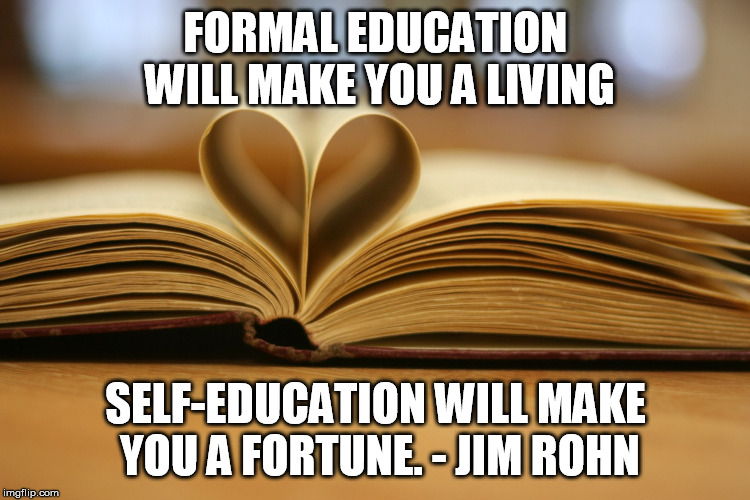 FORMAL EDUCATION
WILL MAKE YOU A LIVING
SELF-EDUCATION WILL MAKE
YOU A FORTUNE. - JIM ROHN
imgflip.com